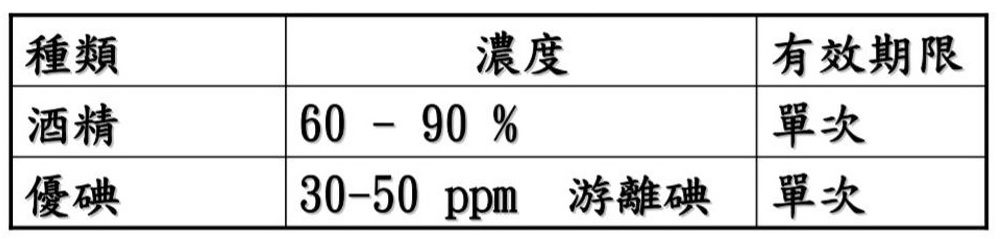 種類 濃度 有效期限
酒精 60 - 90 % 單次
優碘 30-50 ppm 游離碘 單次